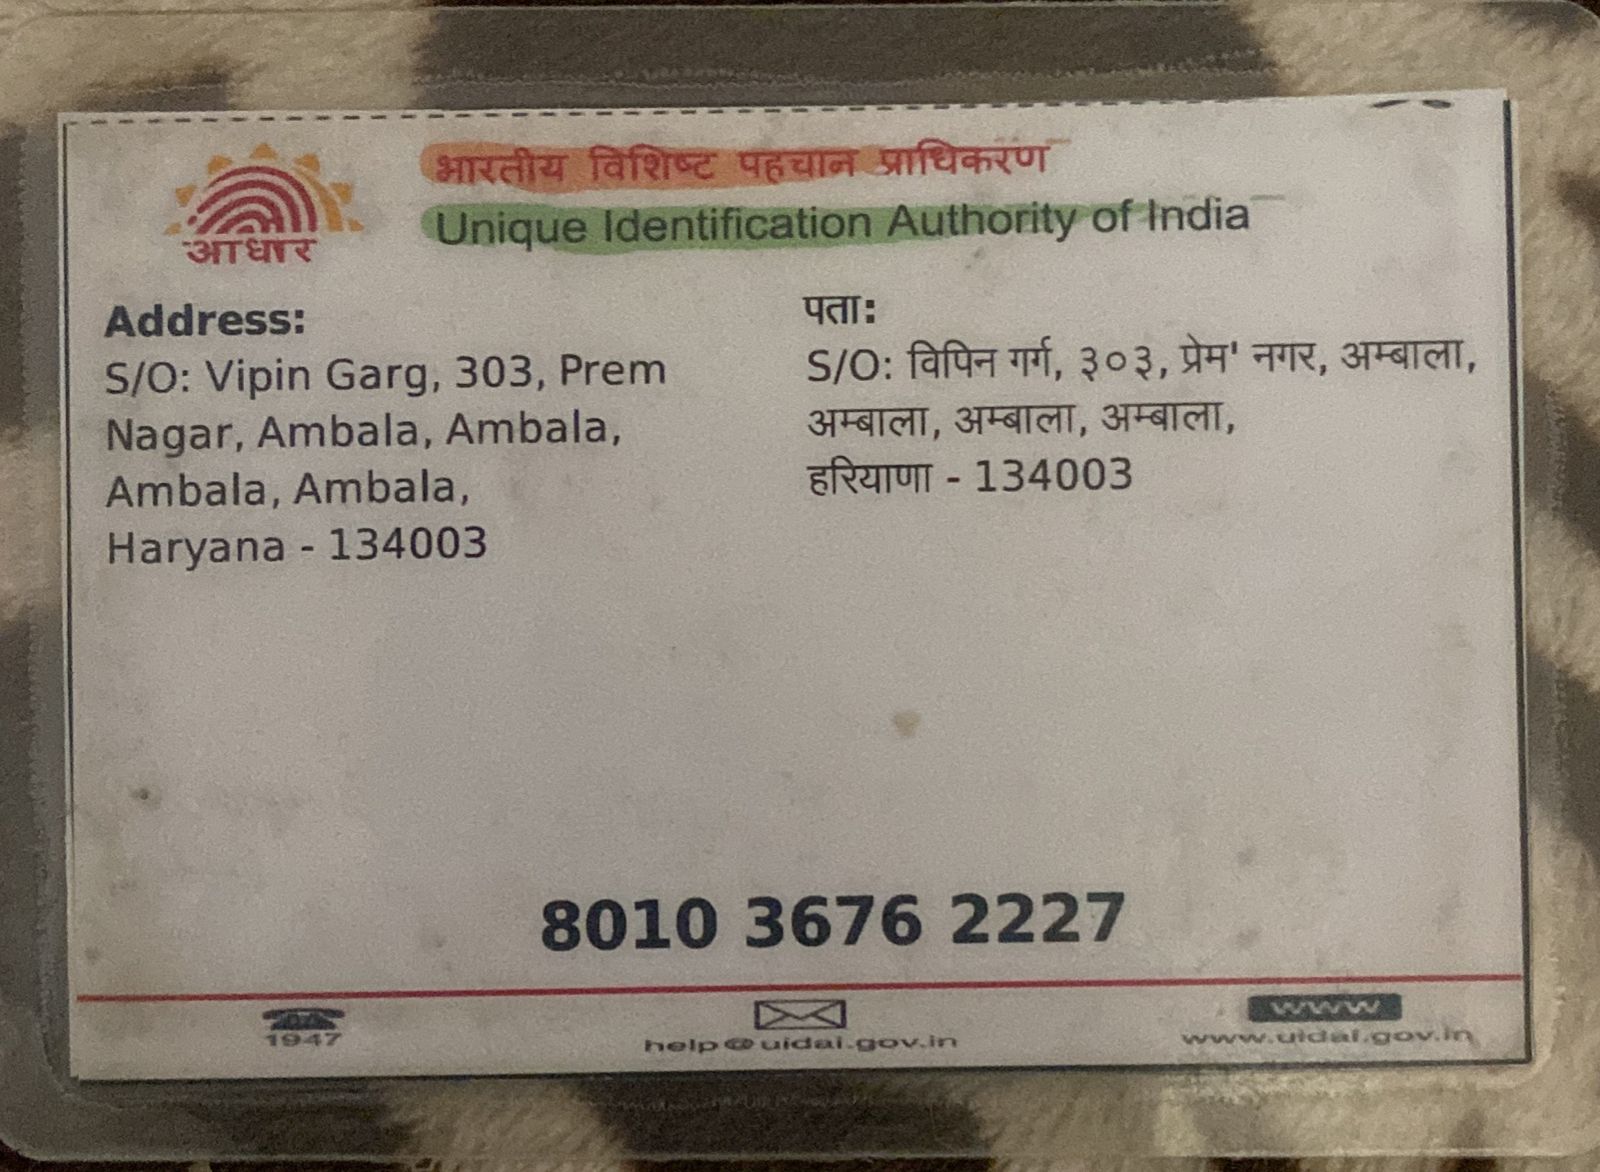 भारतीय विशिष्ट पहचान प्राधिकरण
Unique Identification Authority of India
आधार
Address:
S/O: Vipin Garg, 303, Prem
Nagar, Ambala, Ambala,
Ambala, Ambala,
Haryana - 134003
पता:
S/O: विपिन गर्ग, ३०३, प्रेम' नगर, अम्बाला,
अम्बाला, अम्बाला, अम्बाला,
हरियाणा - 134003
8010 3676 2227
1947
help@uidai.gov.in
www
www.uidai.gov.in